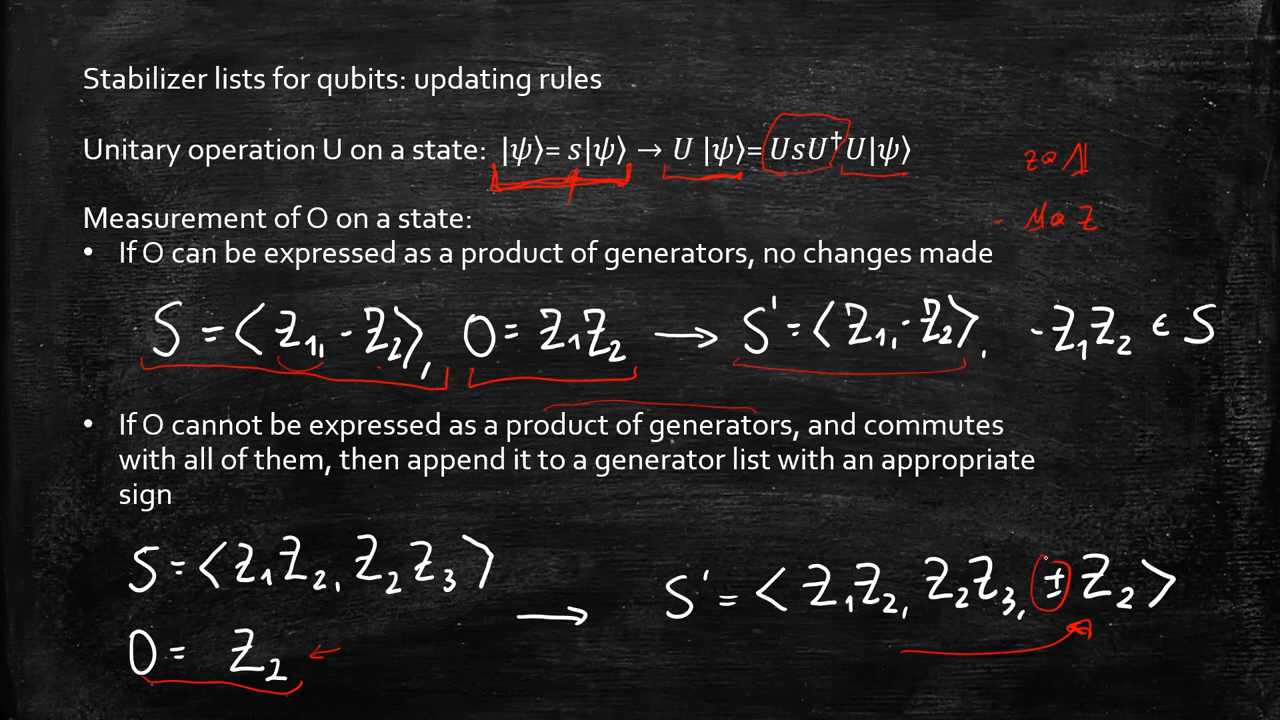 Stabilizer lists for qubits: updating rules
Unitary operation U on a state: |ψ⟩= s|ψ⟩ → U |ψ⟩= UsU†U|ψ⟩
Z⊗𝟙
- 𝟙⊗Z
Measurement of O on a state:
• If O can be expressed as a product of generators, no changes made
S = ⟨Z₁, -Z₂⟩, O = Z₁Z₂ → S' = ⟨Z₁, -Z₂⟩, -Z₁Z₂ ∈ S
• If O cannot be expressed as a product of generators, and commutes
with all of them, then append it to a generator list with an appropriate
sign
S = ⟨Z₁Z₂, Z₂Z₃⟩
→ S' = ⟨Z₁Z₂, Z₂Z₃, ±Z₂⟩
O = Z₂ ←